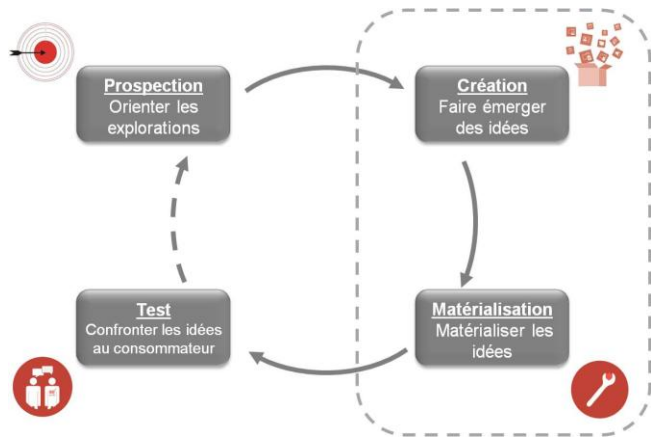 Prospection
Orienter les
explorations
Création
Faire émerger
des idées
Matérialisation
Matérialiser les
idées
Test
Confronter les idées
au consommateur